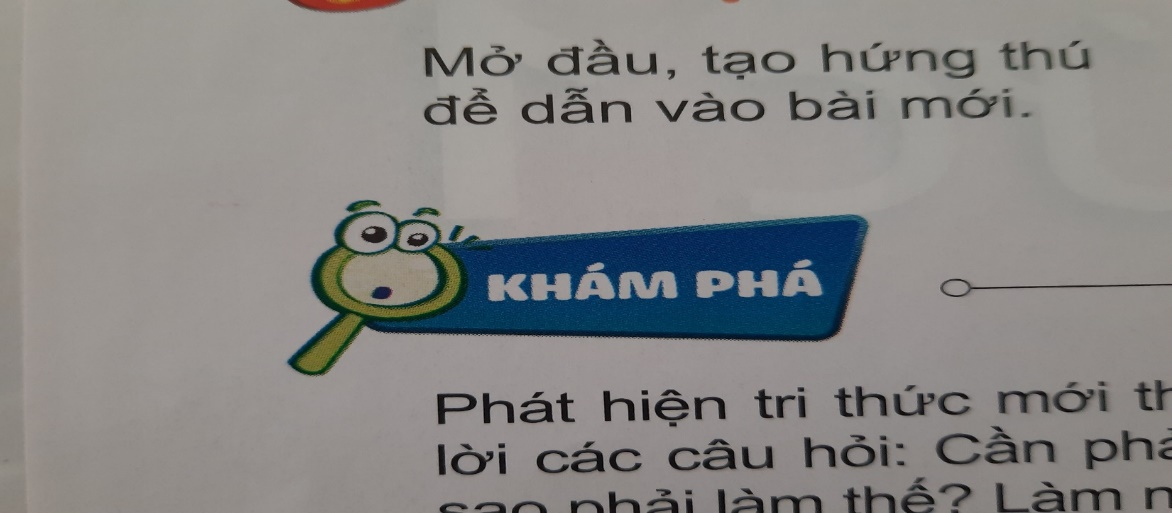 Mở đầu, tạo hứng thú
để dẫn vào bài mới.
KHÁM PHÁ
Phát hiện tri thức mới
lời các câu hỏi: Cần
sao phải làm thế? Làm